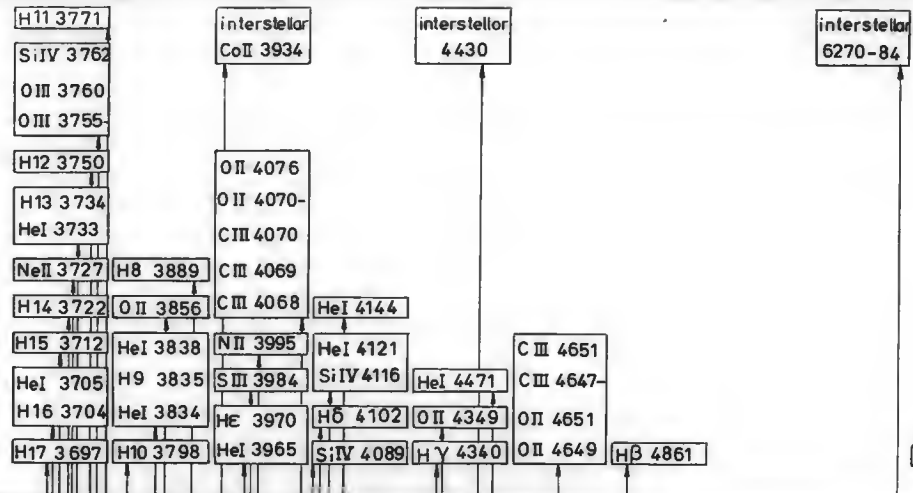 H11 3771
SiIV 3762
OIII 3760
OIII 3755-
H12 3750
H13 3734
HeI 3733
NeII 3727
H14 3722
H15 3712
HeI 3705
H16 3704
H17 3697
H8 3889
OII 3856
HeI 3838
H9 3835
HeI 3834
H10 3798
interstellar
CaII 3934
OII 4076
OII 4070-
CIII 4070
CIII 4069
CIII 4068
NII 3995
SIII 3984
Hε 3970
HeI 3965
HeI 4144
HeI 4121
SiIV 4116
Hδ 4102
SiIV 4089
interstellar
4430
HeI 4471
OII 4349
Hγ 4340
CIII 4651
CIII 4647-
OII 4651
OII 4649
Hβ 4861
interstellar
6270-84